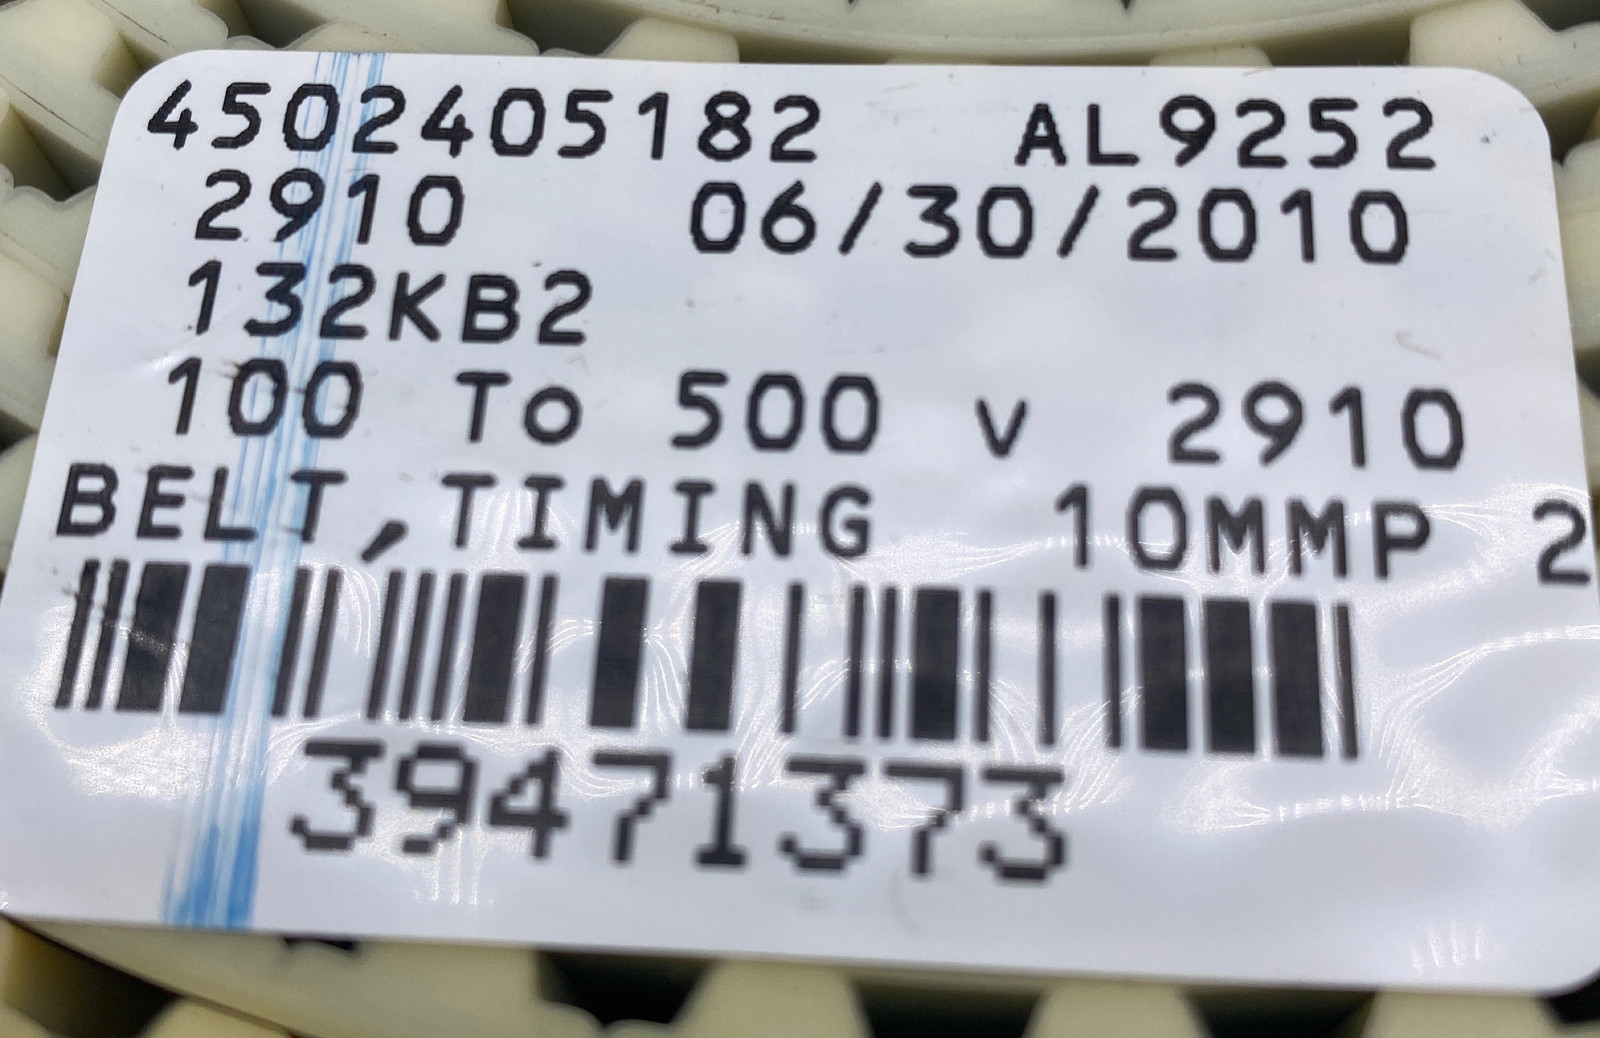 4502405182 AL9252
2910 06/30/2010
132KB2
100 To 500 v 2910
BELT,TIMING 10MMP 2
39471373